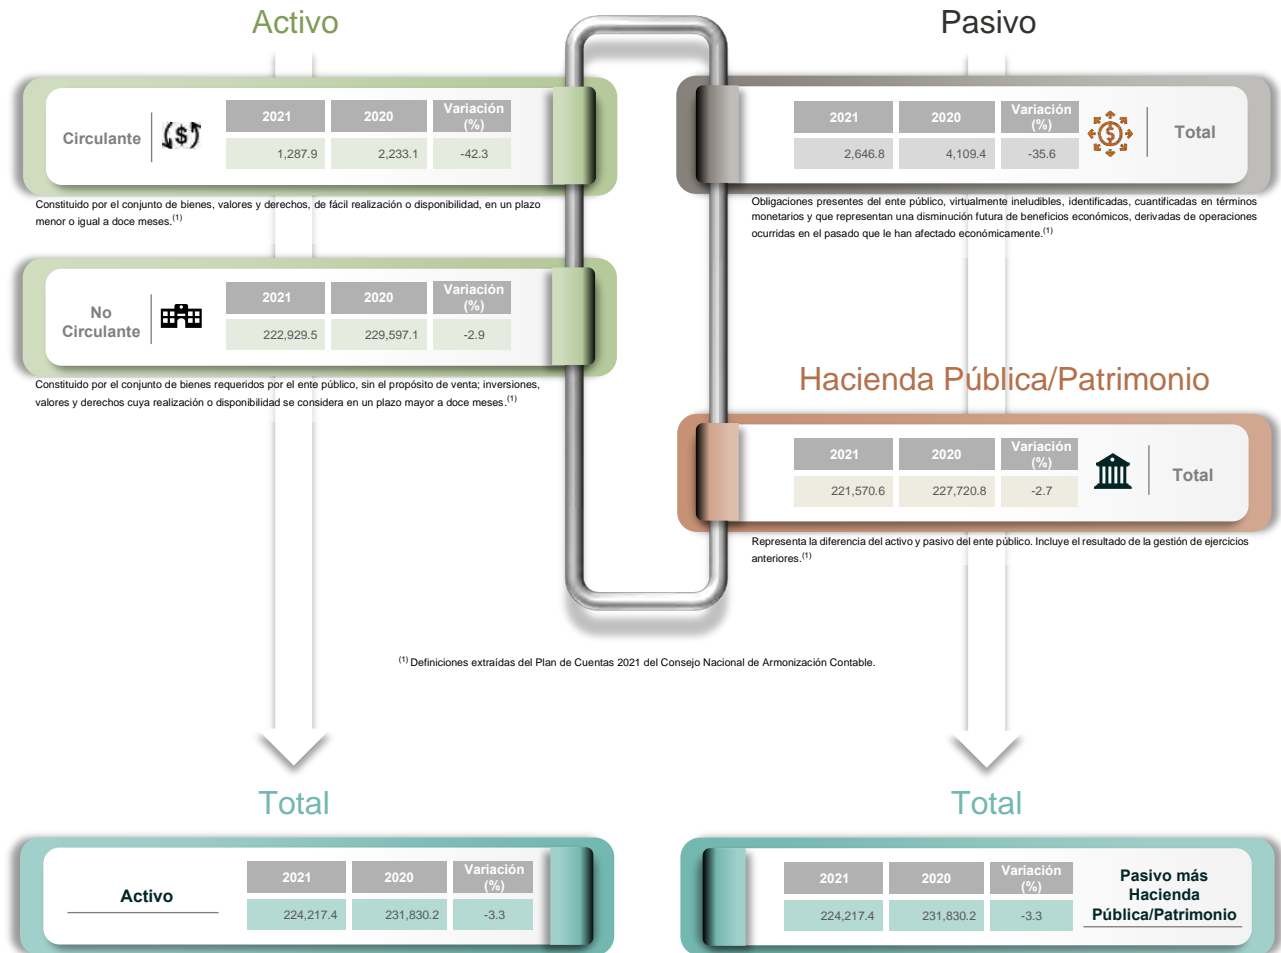 Activo
Circulante
2021 2020 Variación
(%)
1,287.9 2,233.1 -42.3
Constituido por el conjunto de bienes, valores y derechos, de fácil realización o disponibilidad, en un plazo
menor o igual a doce meses.(1)
No
Circulante
2021 2020 Variación
(%)
222,929.5 229,597.1 -2.9
Constituido por el conjunto de bienes requeridos por el ente público, sin el propósito de venta; inversiones,
valores y derechos cuya realización o disponibilidad se considera en un plazo mayor a doce meses.(1)
Pasivo
2021 2020 Variación
(%)
2,646.8 4,109.4 -35.6
Total
Obligaciones presentes del ente público, virtualmente ineludibles, identificadas, cuantificadas en términos
monetarios y que representan una disminución futura de beneficios económicos, derivadas de operaciones
ocurridas en el pasado que le han afectado económicamente.(1)
Hacienda Pública/Patrimonio
2021 2020 Variación
(%)
221,570.6 227,720.8 -2.7
Total
Representa la diferencia del activo y pasivo del ente público. Incluye el resultado de la gestión de ejercicios
anteriores.(1)
(1) Definiciones extraídas del Plan de Cuentas 2021 del Consejo Nacional de Armonización Contable.
Total
Activo
2021 2020 Variación
(%)
224,217.4 231,830.2 -3.3
Total
2021 2020 Variación
(%)
224,217.4 231,830.2 -3.3
Pasivo más
Hacienda
Pública/Patrimonio